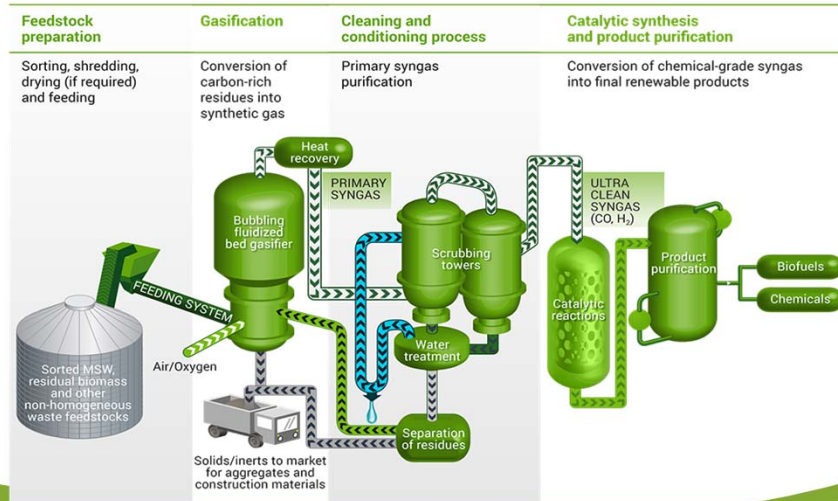 Feedstock
preparation
Gasification
Cleaning and
conditioning process
Catalytic synthesis
and product purification
Sorting, shredding,
drying (if required)
and feeding
Conversion of
carbon-rich
residues into
synthetic gas
Primary syngas
purification
Conversion of chemical-grade syngas
into final renewable products
Heat
recovery
PRIMARY
SYNGAS
ULTRA
CLEAN
SYNGAS
(CO, H₂)
Bubbling
fluidized
bed gasifier
Scrubbing
towers
Product
purification
Biofuels
Chemicals
FEEDING SYSTEM
Catalytic
reactions
Water
treatment
Air/Oxygen
Sorted MSW,
residual biomass
and other
non-homogeneous
waste feedstocks
Separation
of residues
Solids/inerts to market
for aggregates and
construction materials